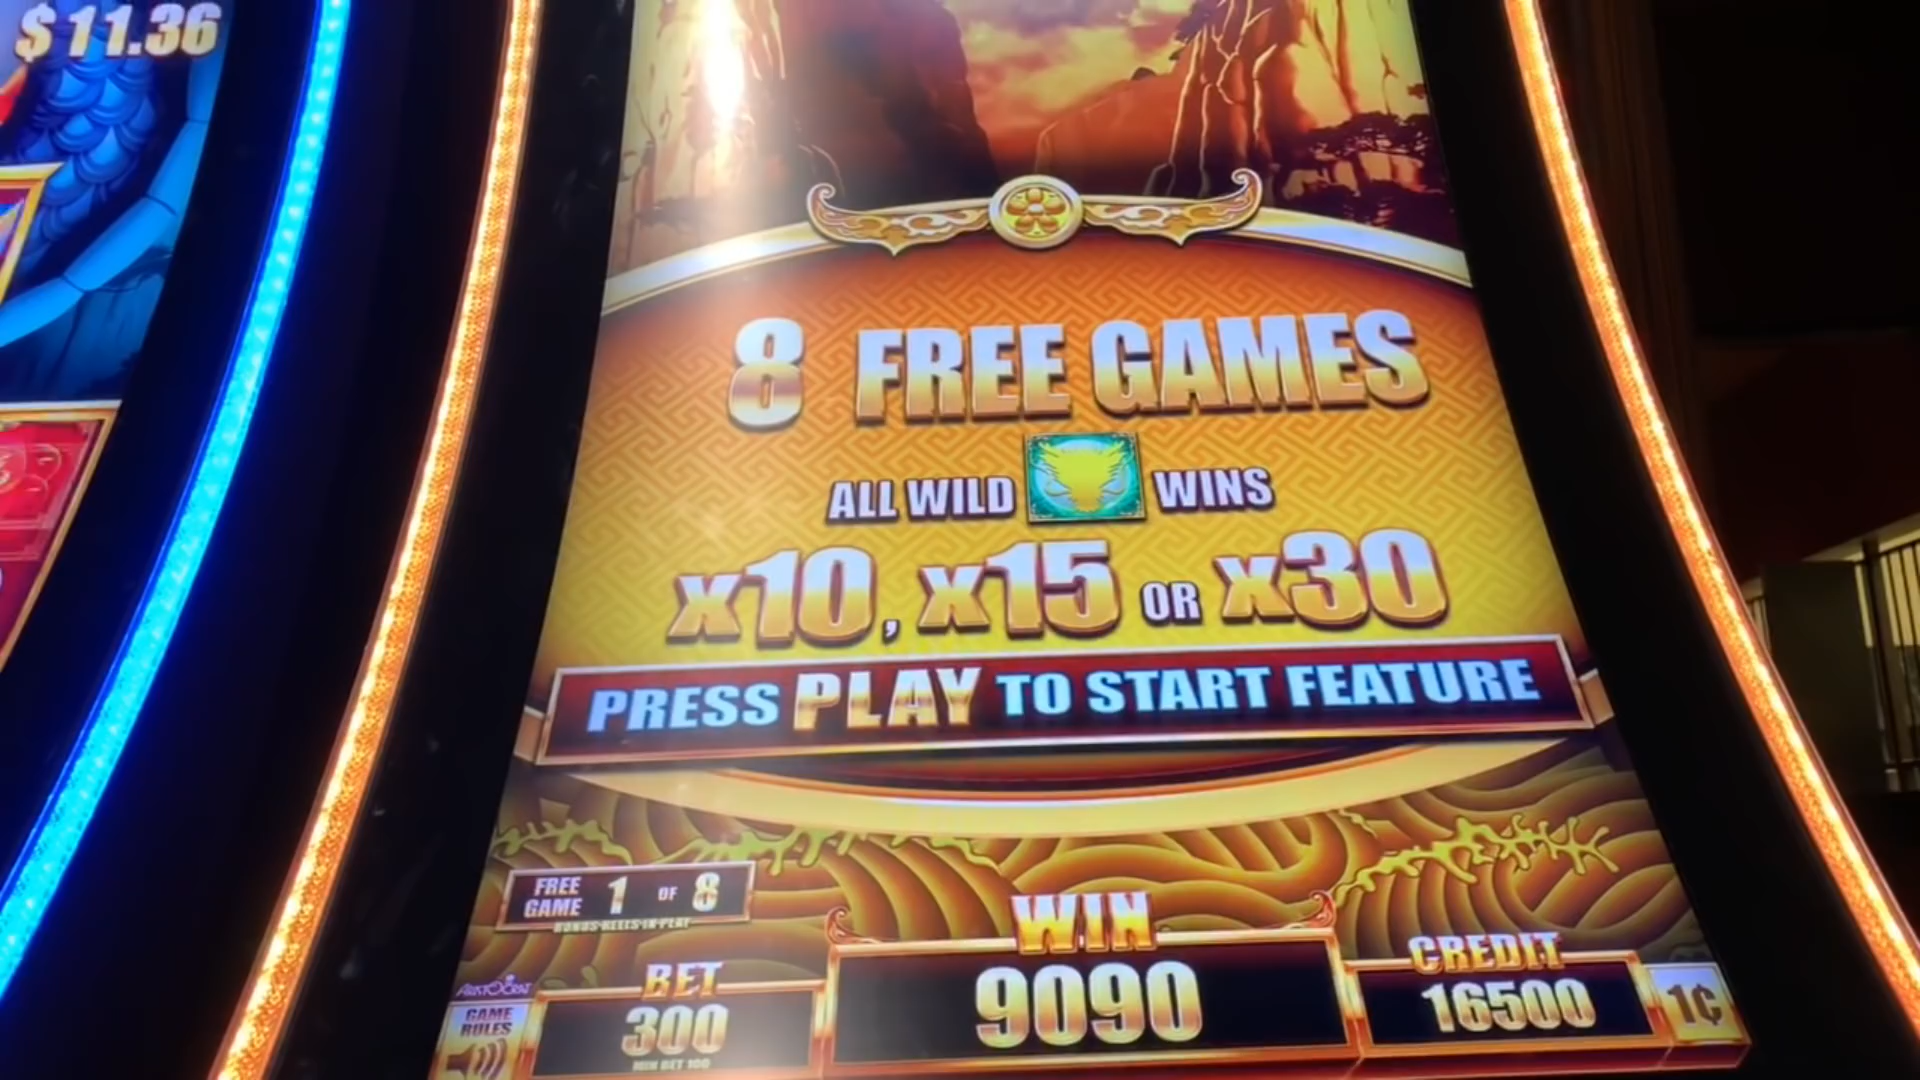 $11.36
8 FREE GAMES
ALL WILD WINS
x10, x15 OR x30
PRESS PLAY TO START FEATURE
FREE GAME 1 OF 8
BONUS REELS IN PLAY
WIN
9090
BET
300
MIN BET 100
CREDIT
16500
1¢
ARISTOCRAT
GAME RULES